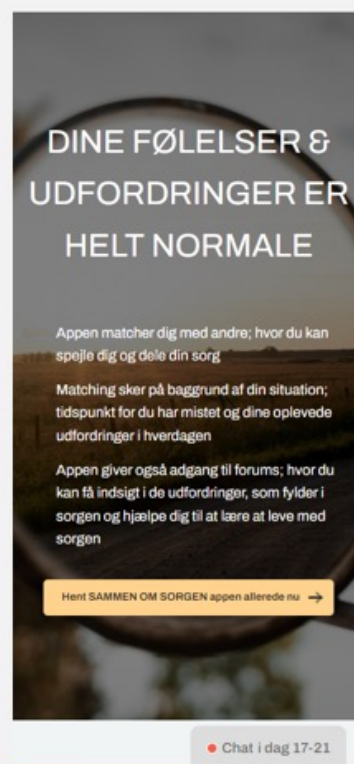 DINE FØLELSER &
UDFORDRINGER ER
HELT NORMALE
Appen matcher dig med andre; hvor du kan
spejle dig og dele din sorg
Matching sker på baggrund af din situation;
tidspunkt for du har mistet og dine oplevede
udfordringer i hverdagen
Appen giver også adgang til forums; hvor du
kan få indsigt i de udfordringer, som fylder i
sorgen og hjælpe dig til at lære at leve med
sorgen
Hent SAMMEN OM SORGEN appen allerede nu →
Chat i dag 17-21